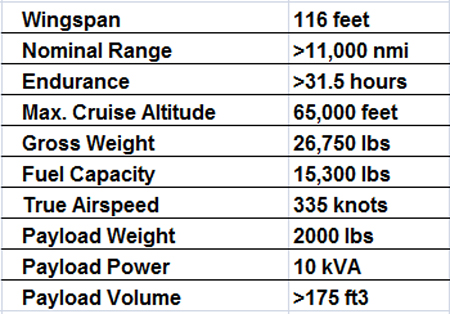 Wingspan 116 feet
Nominal Range >11,000 nmi
Endurance >31.5 hours
Max. Cruise Altitude 65,000 feet
Gross Weight 26,750 lbs
Fuel Capacity 15,300 lbs
True Airspeed 335 knots
Payload Weight 2000 lbs
Payload Power 10 kVA
Payload Volume >175 ft3